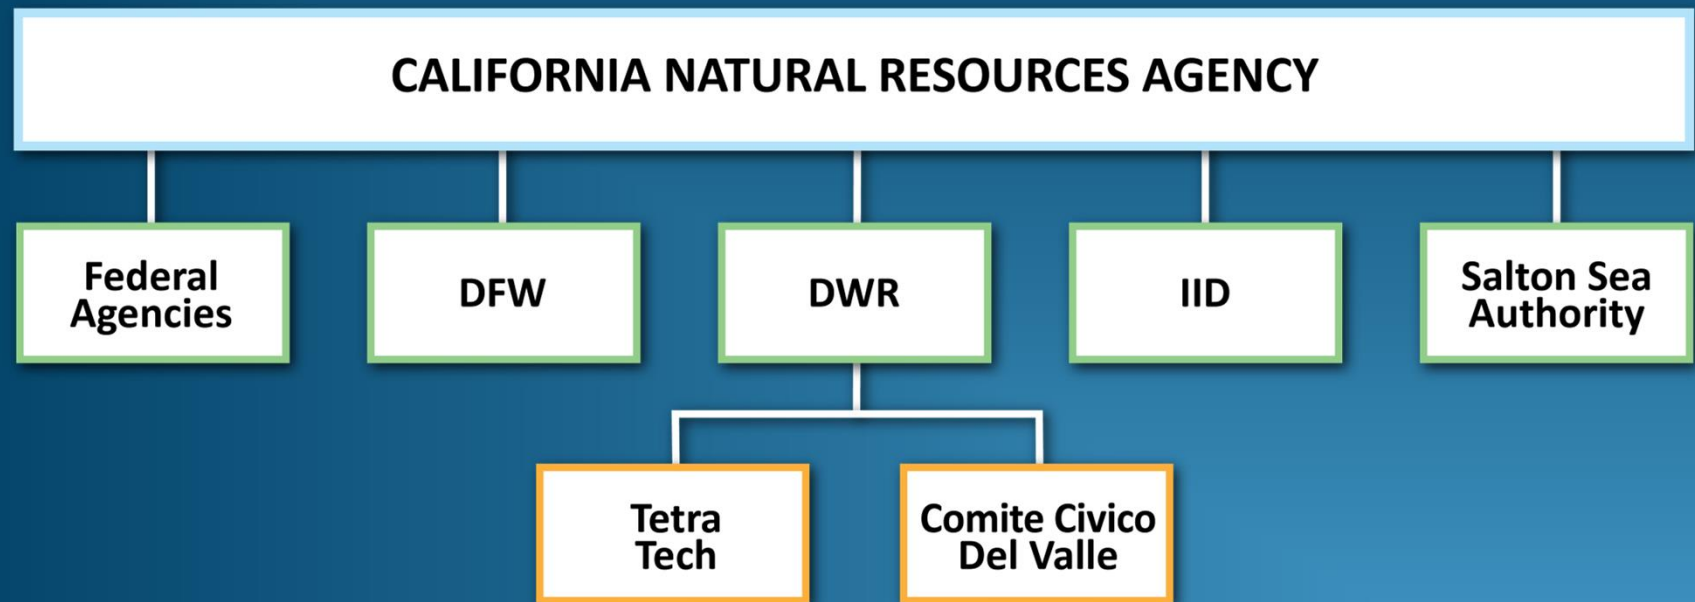 CALIFORNIA NATURAL RESOURCES AGENCY
Federal
Agencies
DFW
DWR
IID
Salton Sea
Authority
Tetra
Tech
Comite Civico
Del Valle